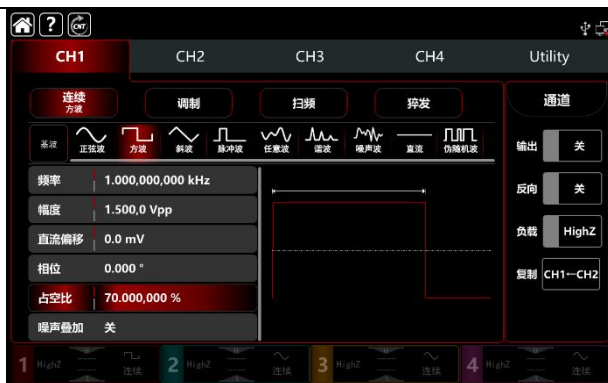 ? CNT
CH1 CH2 CH3 CH4 Utility
连续 调制 扫频 猝发 通道
方波
基波 正弦波 方波 斜波 脉冲波 任意波 谐波 噪声波 直流 伪随机波
输出 关
频率 1.000,000,000 kHz
反向 关
幅度 1.500,0 Vpp
负载 HighZ
直流偏移 0.0 mV
相位 0.000 °
复制 CH1←CH2
占空比 70.000,000 %
噪声叠加 关
1 HighZ 连续 2 HighZ 连续 3 HighZ 连续 4 HighZ 连续